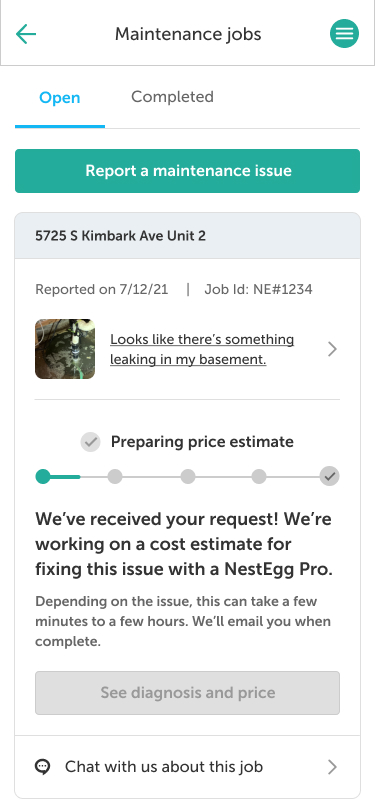 Maintenance jobs
Open
Completed
Report a maintenance issue
5725 S Kimbark Ave Unit 2
Reported on 7/12/21 | Job Id: NE#1234
Looks like there's something
leaking in my basement.
Preparing price estimate
We've received your request! We're
working on a cost estimate for
fixing this issue with a NestEgg Pro.
Depending on the issue, this can take a few
minutes to a few hours. We'll email you when
complete.
See diagnosis and price
Chat with us about this job